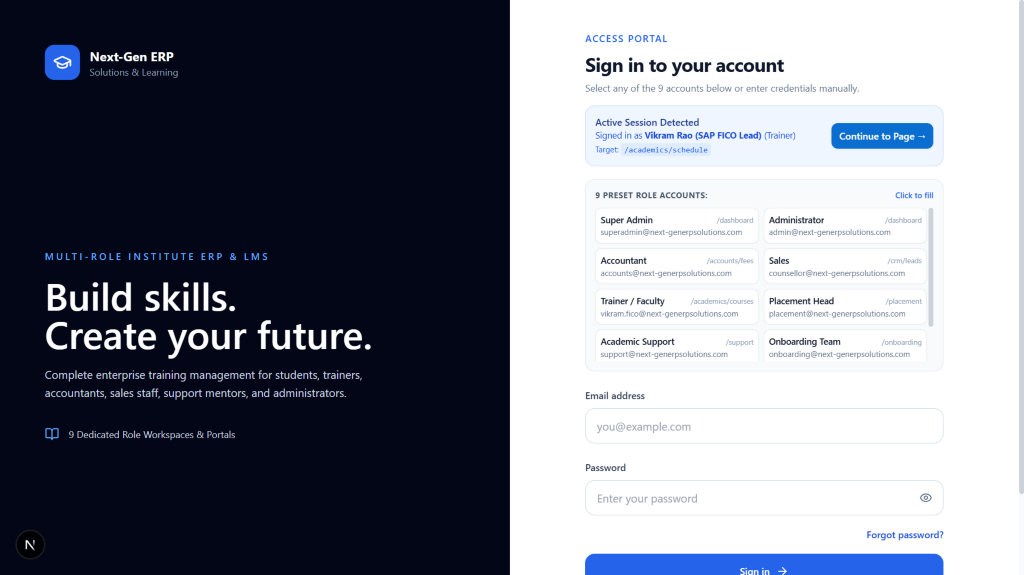 Next-Gen ERP
Solutions & Learning
MULTI-ROLE INSTITUTE ERP & LMS
Build skills.
Create your future.
Complete enterprise training management for students, trainers,
accountants, sales staff, support mentors, and administrators.
9 Dedicated Role Workspaces & Portals
N
ACCESS PORTAL
Sign in to your account
Select any of the 9 accounts below or enter credentials manually.
Active Session Detected
Signed in as Vikram Rao (SAP FICO Lead) (Trainer)
Target: /academics/schedule
Continue to Page →
9 PRESET ROLE ACCOUNTS: Click to fill
Super Admin /dashboard
superadmin@next-generpsolutions.com
Administrator /dashboard
admin@next-generpsolutions.com
Accountant /accounts/fees
accounts@next-generpsolutions.com
Sales /crm/leads
counsellor@next-generpsolutions.com
Trainer / Faculty /academics/courses
vikram.fico@next-generpsolutions.com
Placement Head /placement
placement@next-generpsolutions.com
Academic Support /support
support@next-generpsolutions.com
Onboarding Team /onboarding
onboarding@next-generpsolutions.com
Email address
you@example.com
Password
Enter your password
Forgot password?
Sign in →